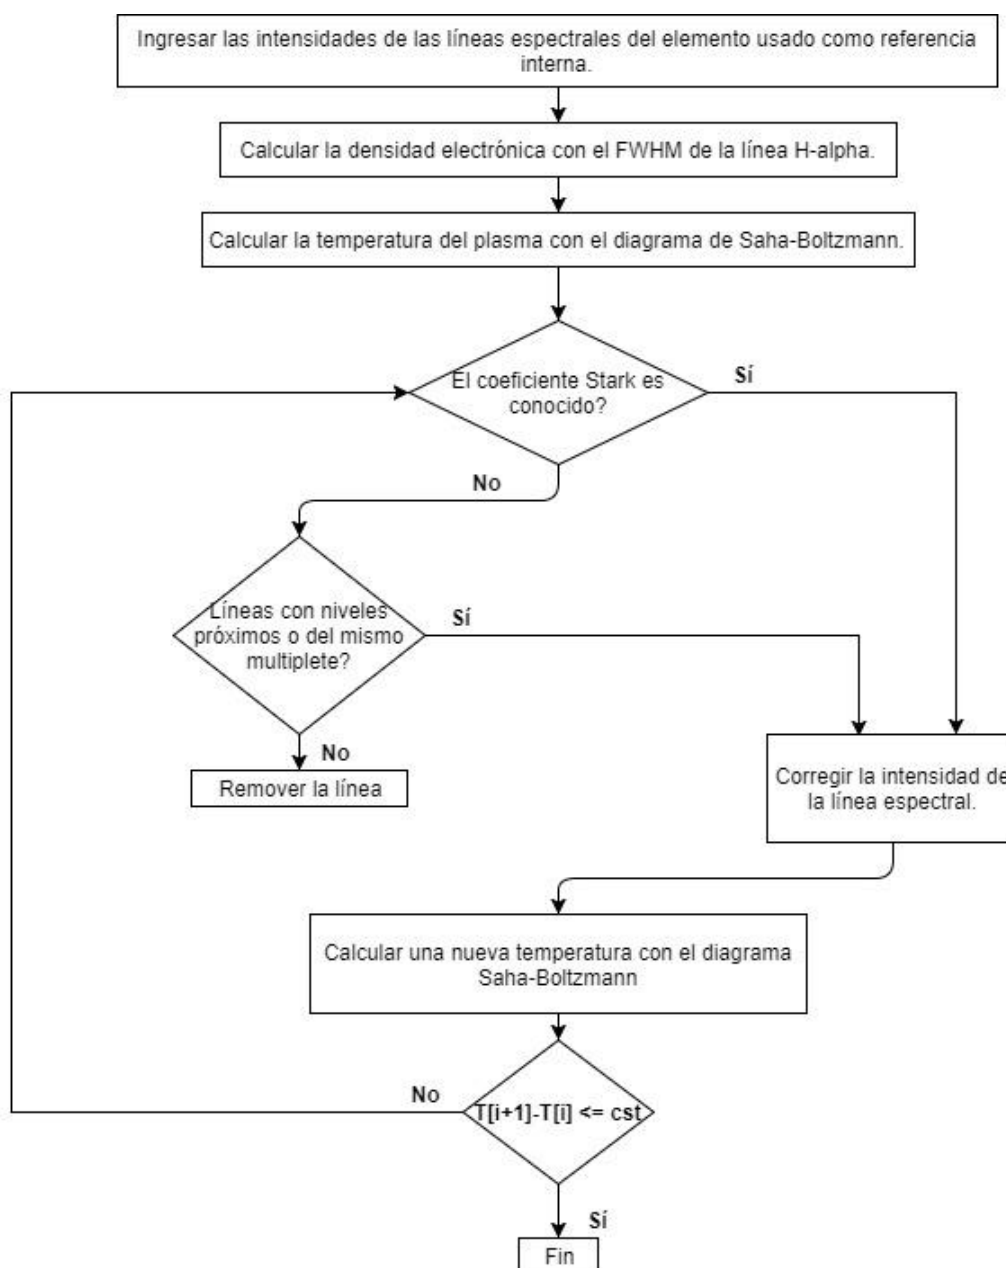 Ingresar las intensidades de las líneas espectrales del elemento usado como referencia
interna.
Calcular la densidad electrónica con el FWHM de la línea H-alpha.
Calcular la temperatura del plasma con el diagrama de Saha-Boltzmann.
El coeficiente Stark es
conocido?
Sí
No
Líneas con niveles
próximos o del mismo
multiplete?
Sí
No
Remover la línea
Corregir la intensidad de
la línea espectral.
Calcular una nueva temperatura con el diagrama
Saha-Boltzmann
No
T[i+1]-T[i] <= cst
Sí
Fin